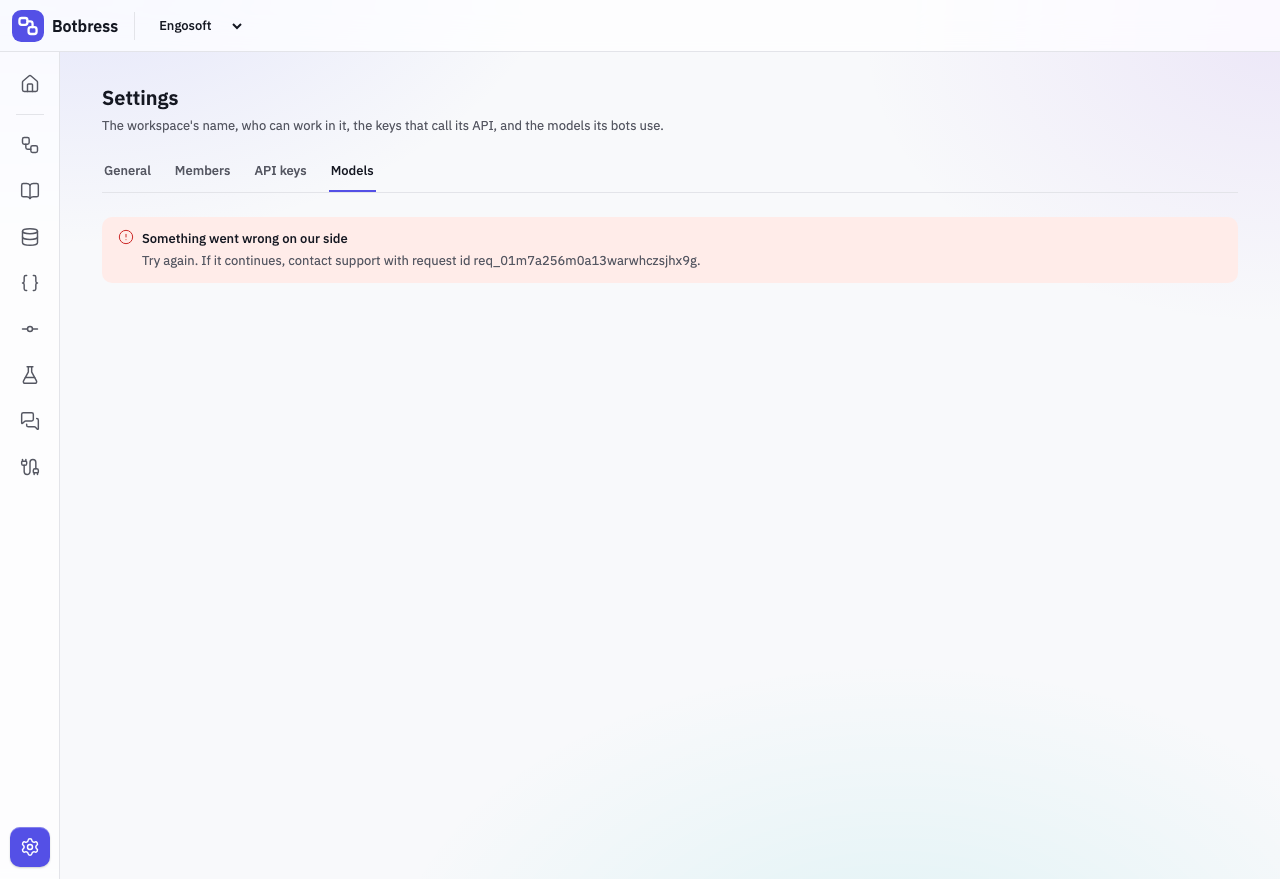 Botbress
Engosoft
Settings
The workspace's name, who can work in it, the keys that call its API, and the models its bots use.
General
Members
API keys
Models
Something went wrong on our side
Try again. If it continues, contact support with request id req_01m7a256m0a13warwhczsjhx9g.